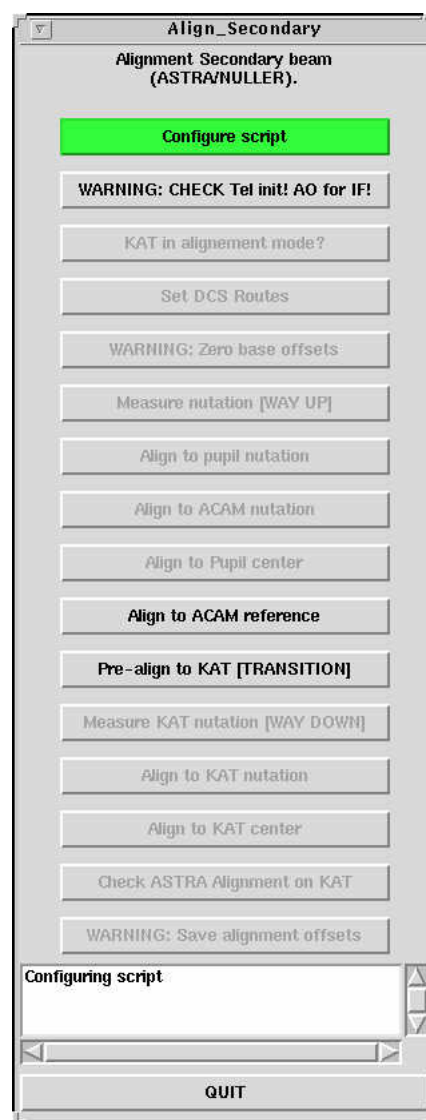 Align_Secondary
Alignment Secondary beam
(ASTRA/NULLER).
Configure script
WARNING: CHECK Tel init! AO for IF!
KAT in alignement mode?
Set DCS Routes
WARNING: Zero base offsets
Measure nutation [WAY UP]
Align to pupil nutation
Align to ACAM nutation
Align to Pupil center
Align to ACAM reference
Pre-align to KAT [TRANSITION]
Measure KAT nutation [WAY DOWN]
Align to KAT nutation
Align to KAT center
Check ASTRA Alignment on KAT
WARNING: Save alignment offsets
Configuring script
QUIT